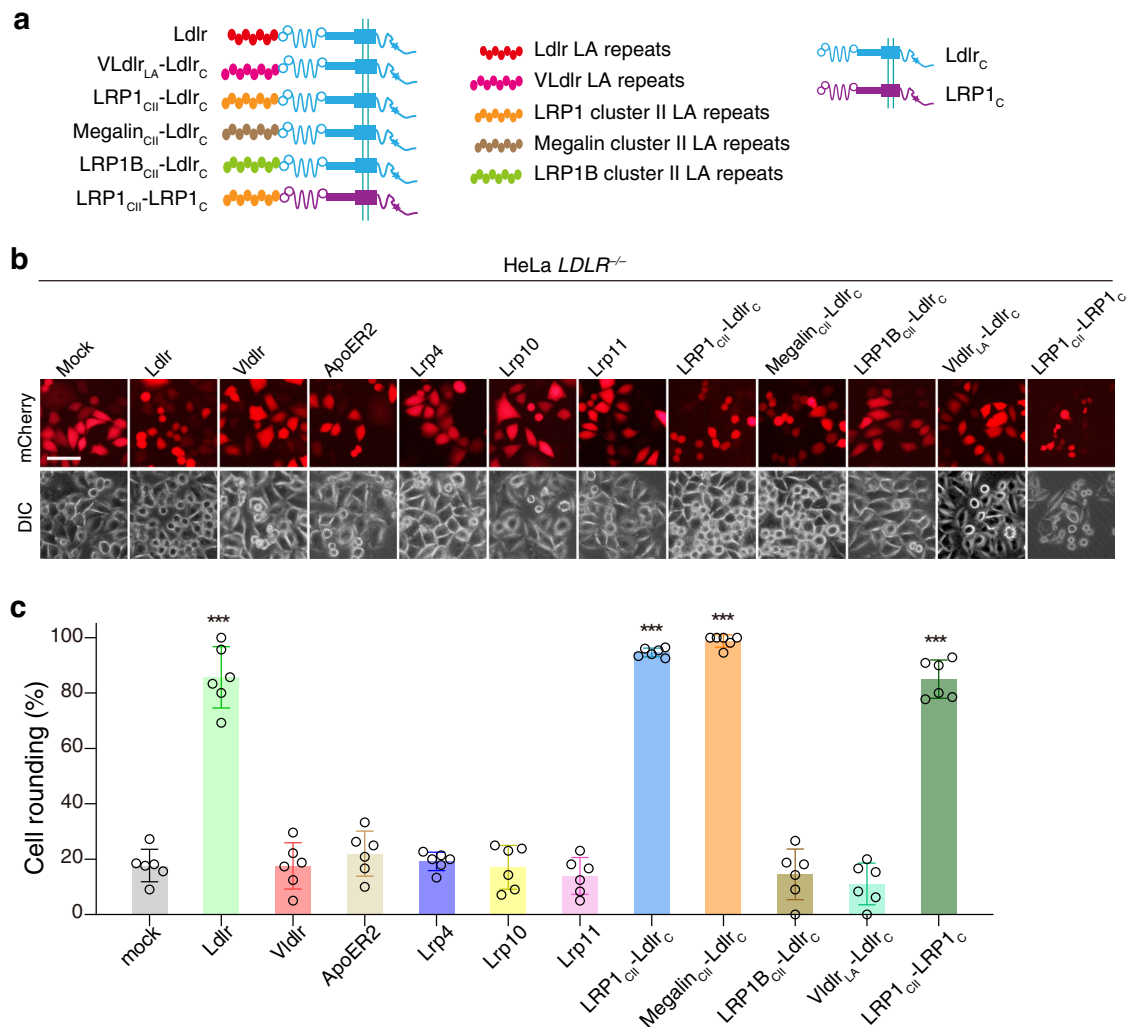 a
Ldlr
VLdlrLA-LdlrC
LRP1CII-LdlrC
MegalinCII-LdlrC
LRP1BCII-LdlrC
LRP1CII-LRP1C
Ldlr LA repeats
VLdlr LA repeats
LRP1 cluster II LA repeats
Megalin cluster II LA repeats
LRP1B cluster II LA repeats
LdlrC
LRP1C
b
HeLa LDLR–/–
Mock
Ldlr
Vldlr
ApoER2
Lrp4
Lrp10
Lrp11
LRP1CII-LdlrC
MegalinCII-LdlrC
LRP1BCII-LdlrC
VldlrLA-LdlrC
LRP1CII-LRP1C
mCherry
DIC
c
Cell rounding (%)
100
80
60
40
20
0
***
***
***
***
mock
Ldlr
Vldlr
ApoER2
Lrp4
Lrp10
Lrp11
LRP1CII-LdlrC
MegalinCII-LdlrC
LRP1BCII-LdlrC
VldlrLA-LdlrC
LRP1CII-LRP1C